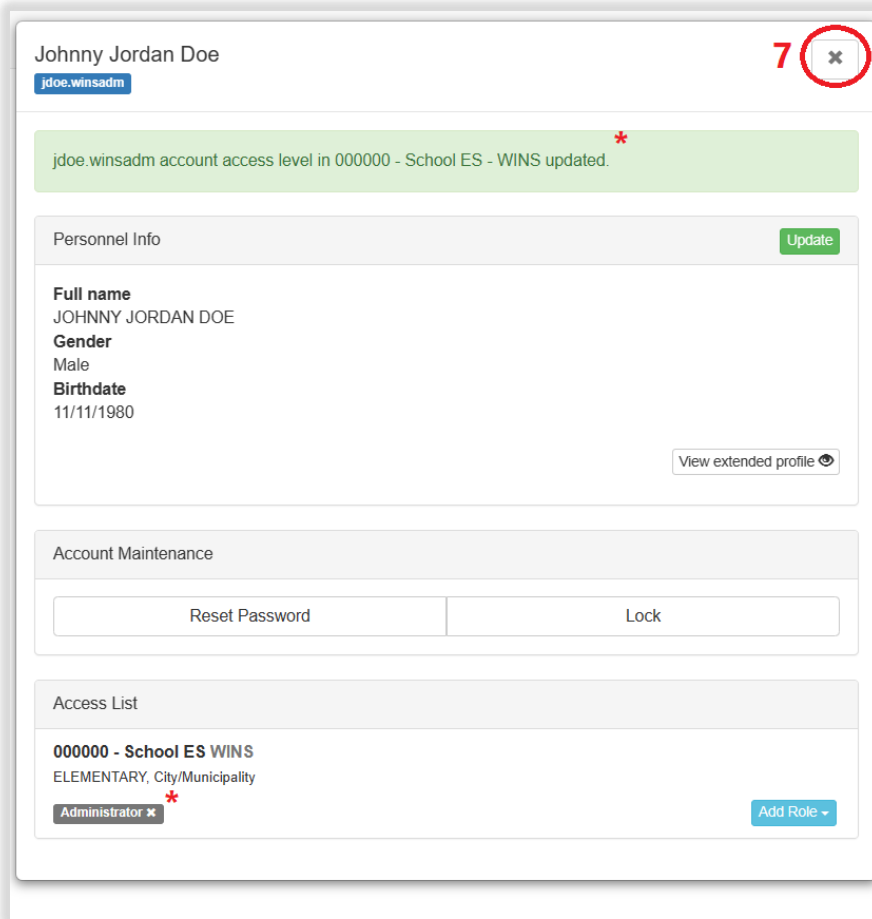 Johnny Jordan Doe
7 ✖
jdoe.winsadm
*
jdoe.winsadm account access level in 000000 - School ES - WINS updated.
Personnel Info
Update
Full name
JOHNNY JORDAN DOE
Gender
Male
Birthdate
11/11/1980
View extended profile
Account Maintenance
Reset Password
Lock
Access List
000000 - School ES WINS
ELEMENTARY, City/Municipality
Administrator ✖ *
Add Role